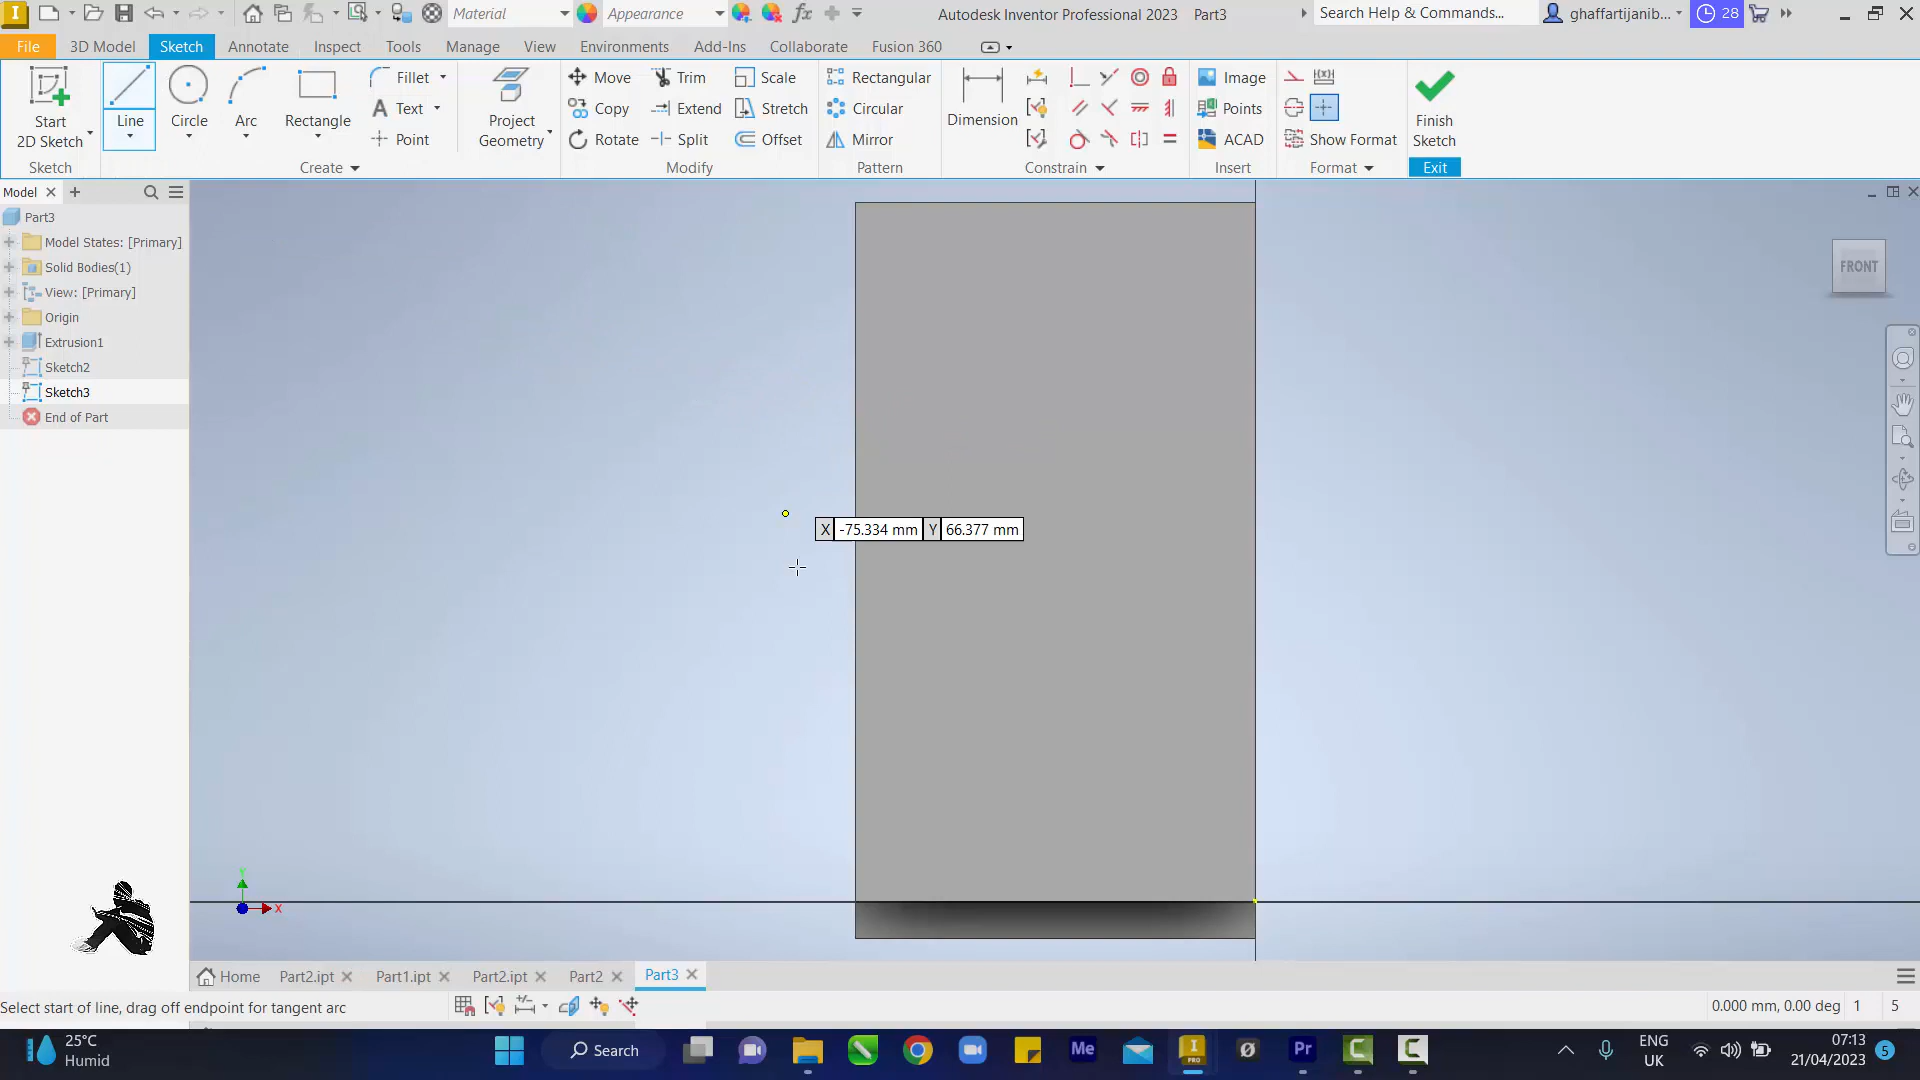 Material
Appearance
Autodesk Inventor Professional 2023 Part3
Search Help & Commands...
ghaffartijanib...
28
File
3D Model
Sketch
Annotate
Inspect
Tools
Manage
View
Environments
Add-Ins
Collaborate
Fusion 360
Start
2D Sketch
Line
Circle
Arc
Rectangle
Fillet
Text
Point
Project
Geometry
Move
Copy
Rotate
Trim
Extend
Split
Scale
Stretch
Offset
Rectangular
Circular
Mirror
Dimension
Image
Points
ACAD
Show Format
Finish
Sketch
Sketch
Create
Modify
Pattern
Constrain
Insert
Format
Exit
Model
Part3
Model States: [Primary]
Solid Bodies(1)
View: [Primary]
Origin
Extrusion1
Sketch2
Sketch3
End of Part
FRONT
X -75.334 mm Y 66.377 mm
Y
X
Home
Part2.ipt
Part1.ipt
Part2.ipt
Part2
Part3
Select start of line, drag off endpoint for tangent arc
0.000 mm, 0.00 deg 1 5
25°C
Humid
Search
Me
PRO
Pr
ENG
UK
07:13
21/04/2023
5